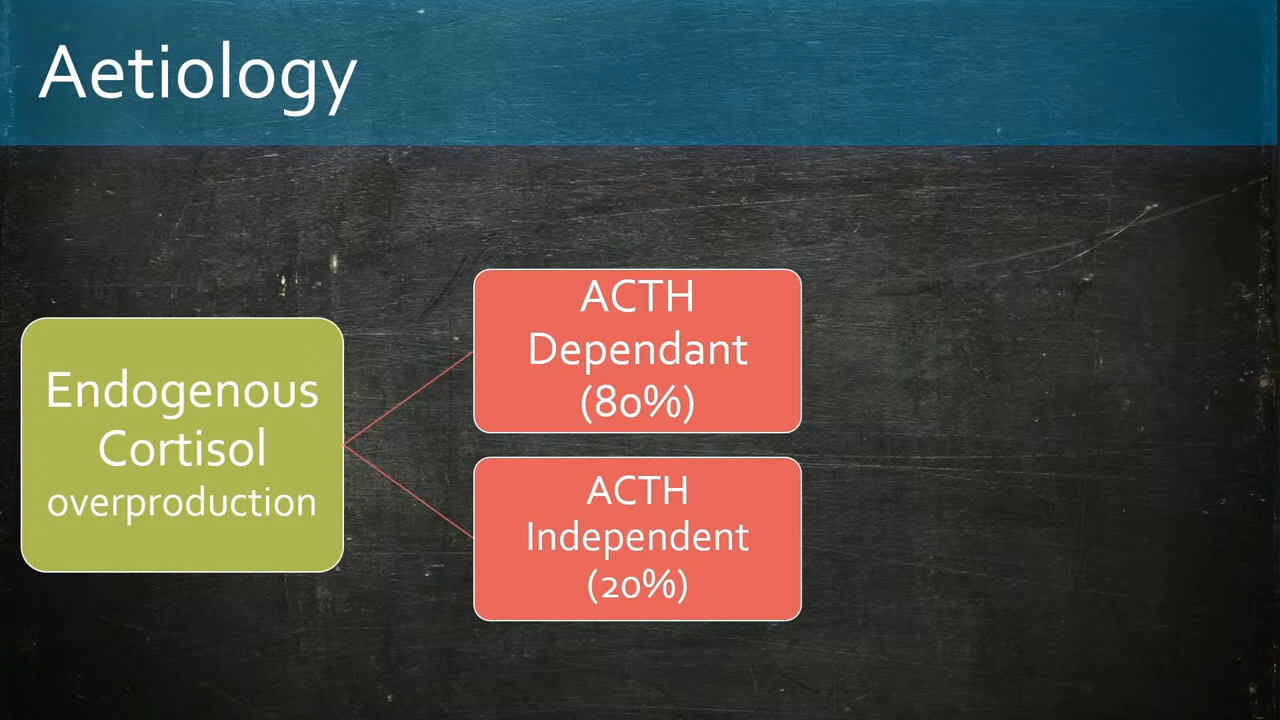 Aetiology
Endogenous
Cortisol
overproduction
ACTH
Dependant
(80%)
ACTH
Independent
(20%)